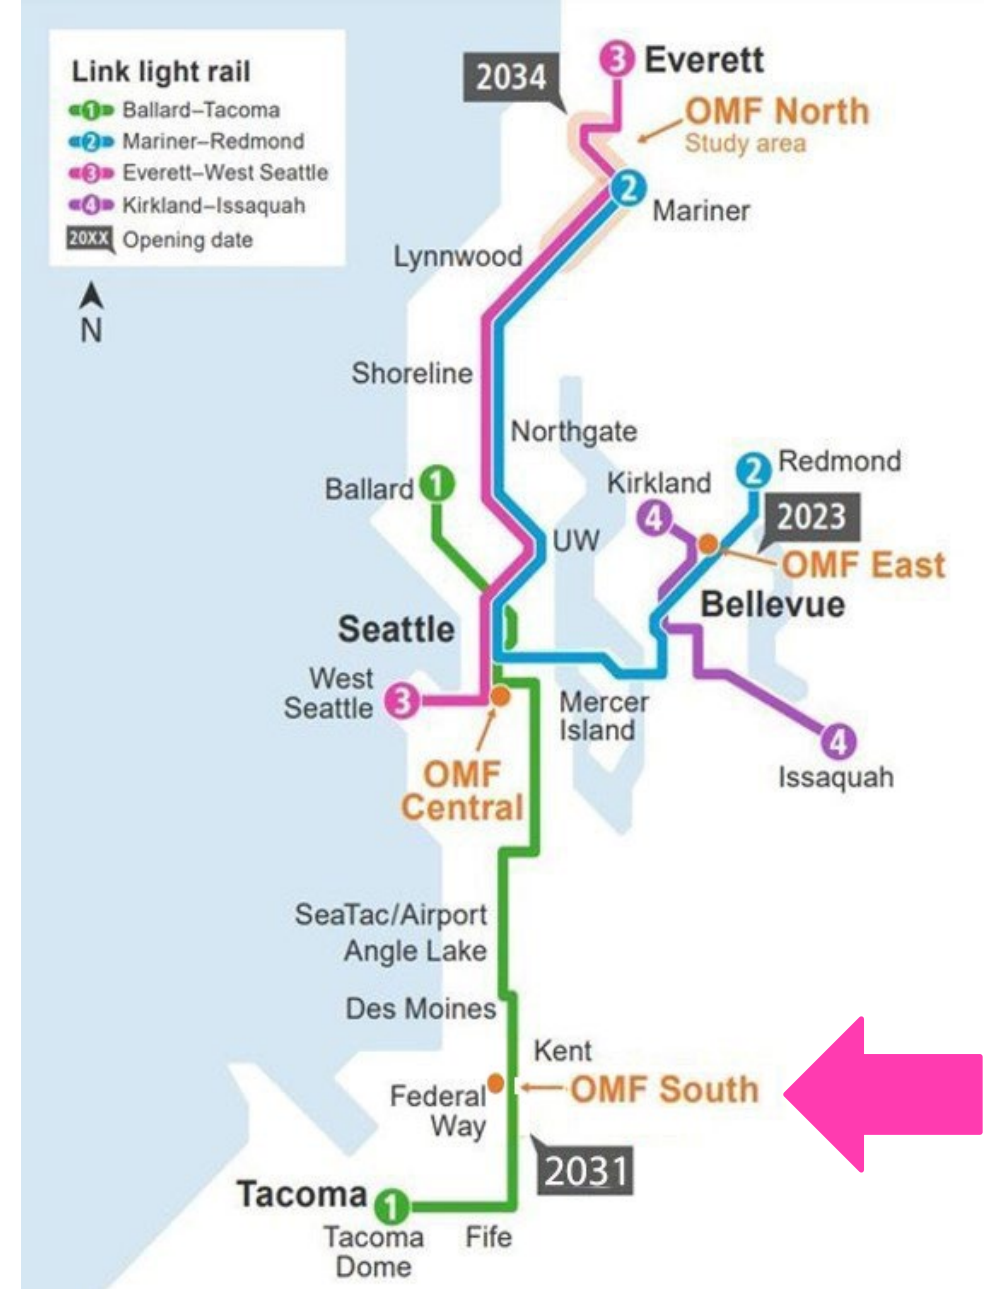 Link light rail
1 Ballard–Tacoma
2 Mariner–Redmond
3 Everett–West Seattle
4 Kirkland–Issaquah
20XX Opening date
N
3 Everett
2034
OMF North
Study area
2
Mariner
Lynnwood
Shoreline
Northgate
Ballard 1
Kirkland
4
2 Redmond
2023
UW
OMF East
Bellevue
Seattle
West
Seattle
3
Mercer
Island
4
Issaquah
OMF
Central
SeaTac/Airport
Angle Lake
Des Moines
Kent
OMF South
Federal
Way
2031
Tacoma 1
Tacoma
Dome
Fife